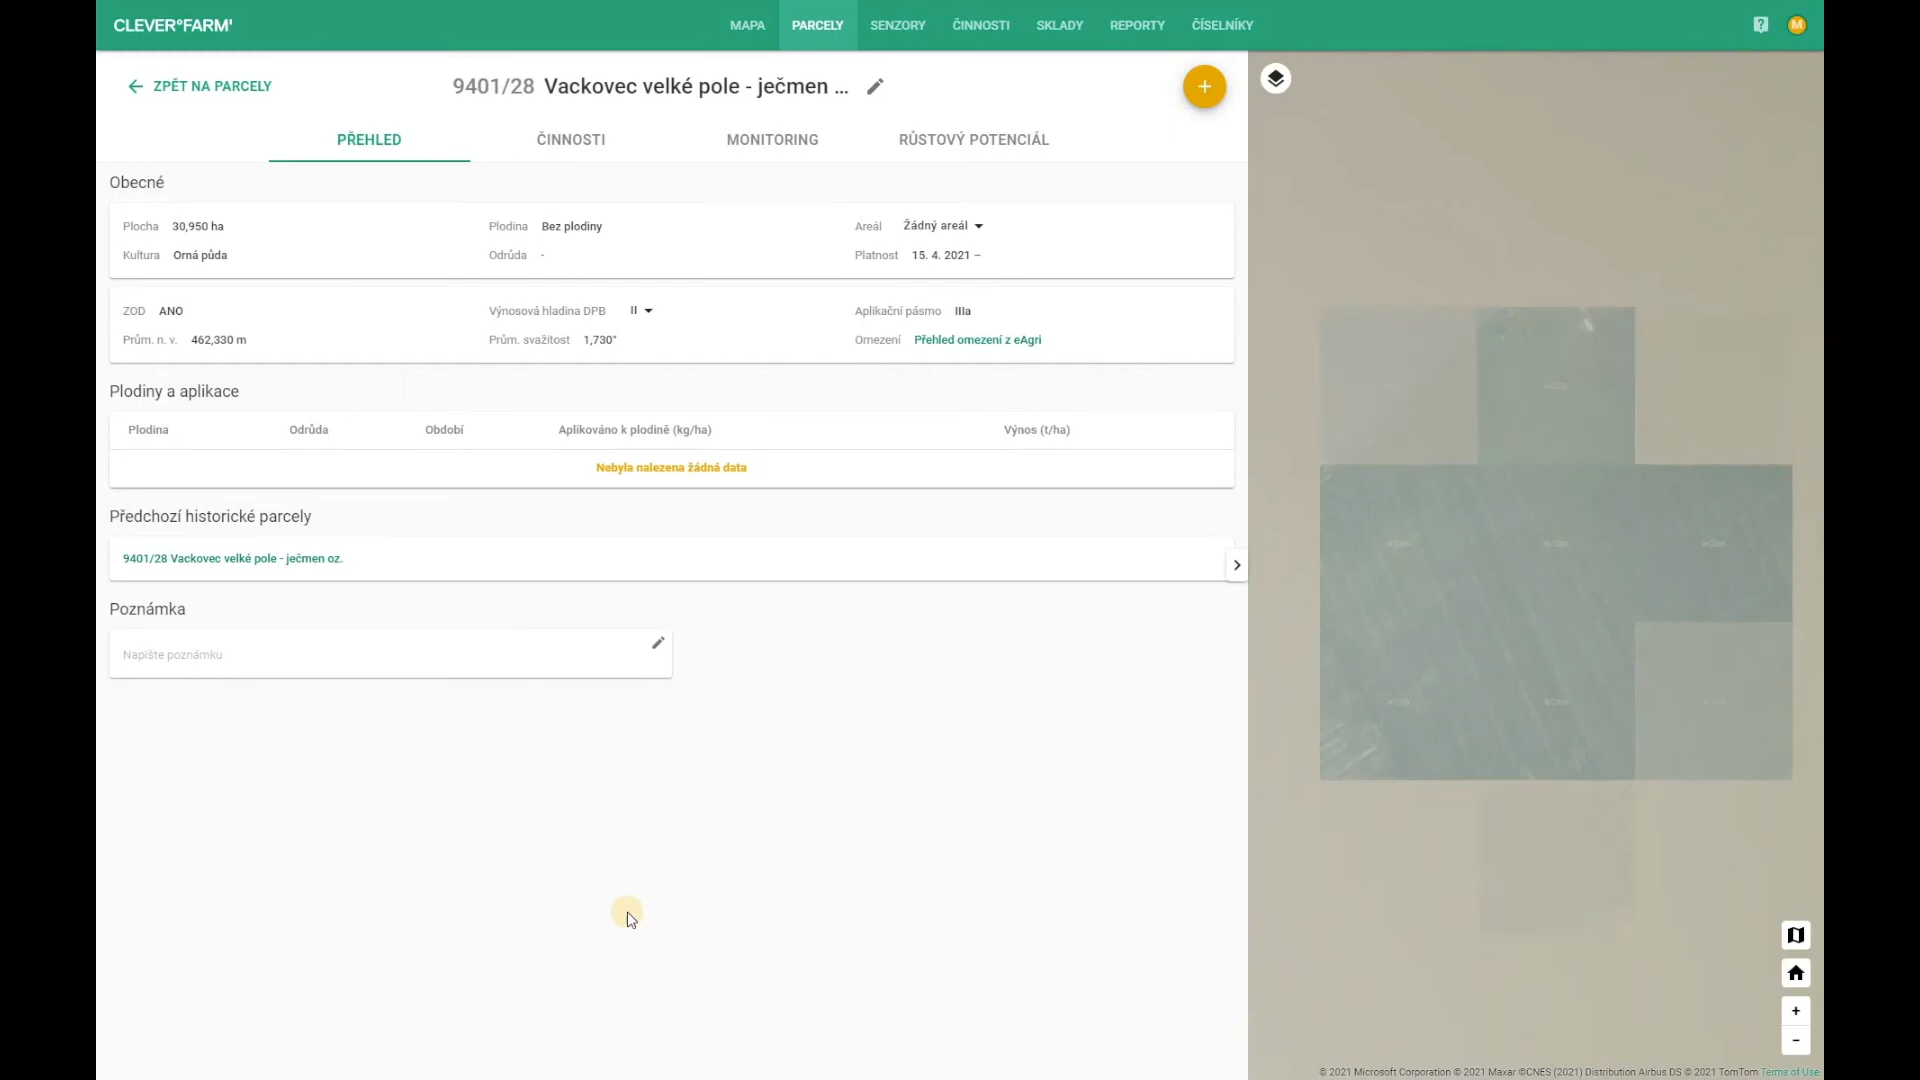 CLEVER°FARM'
MAPA
PARCELY
SENZORY
ČINNOSTI
SKLADY
REPORTY
ČÍSELNÍKY
M
ZPĚT NA PARCELY
9401/28 Vackovec velké pole - ječmen ...
PŘEHLED
ČINNOSTI
MONITORING
RŮSTOVÝ POTENCIÁL
Obecné
Plocha 30,950 ha
Plodina Bez plodiny
Areál Žádný areál
Kultura Orná půda
Odrůda -
Platnost 15. 4. 2021 –
ZOD ANO
Výnosová hladina DPB II
Aplikační pásmo IIIa
Prům. n. v. 462,330 m
Prům. svažitost 1,730°
Omezení Přehled omezení z eAgri
Plodiny a aplikace
Plodina
Odrůda
Období
Aplikováno k plodině (kg/ha)
Výnos (t/ha)
Nebyla nalezena žádná data
Předchozí historické parcely
9401/28 Vackovec velké pole - ječmen oz.
Poznámka
Napište poznámku
© 2021 Microsoft Corporation © 2021 Maxar ©CNES (2021) Distribution Airbus DS © 2021 TomTom Terms of Use